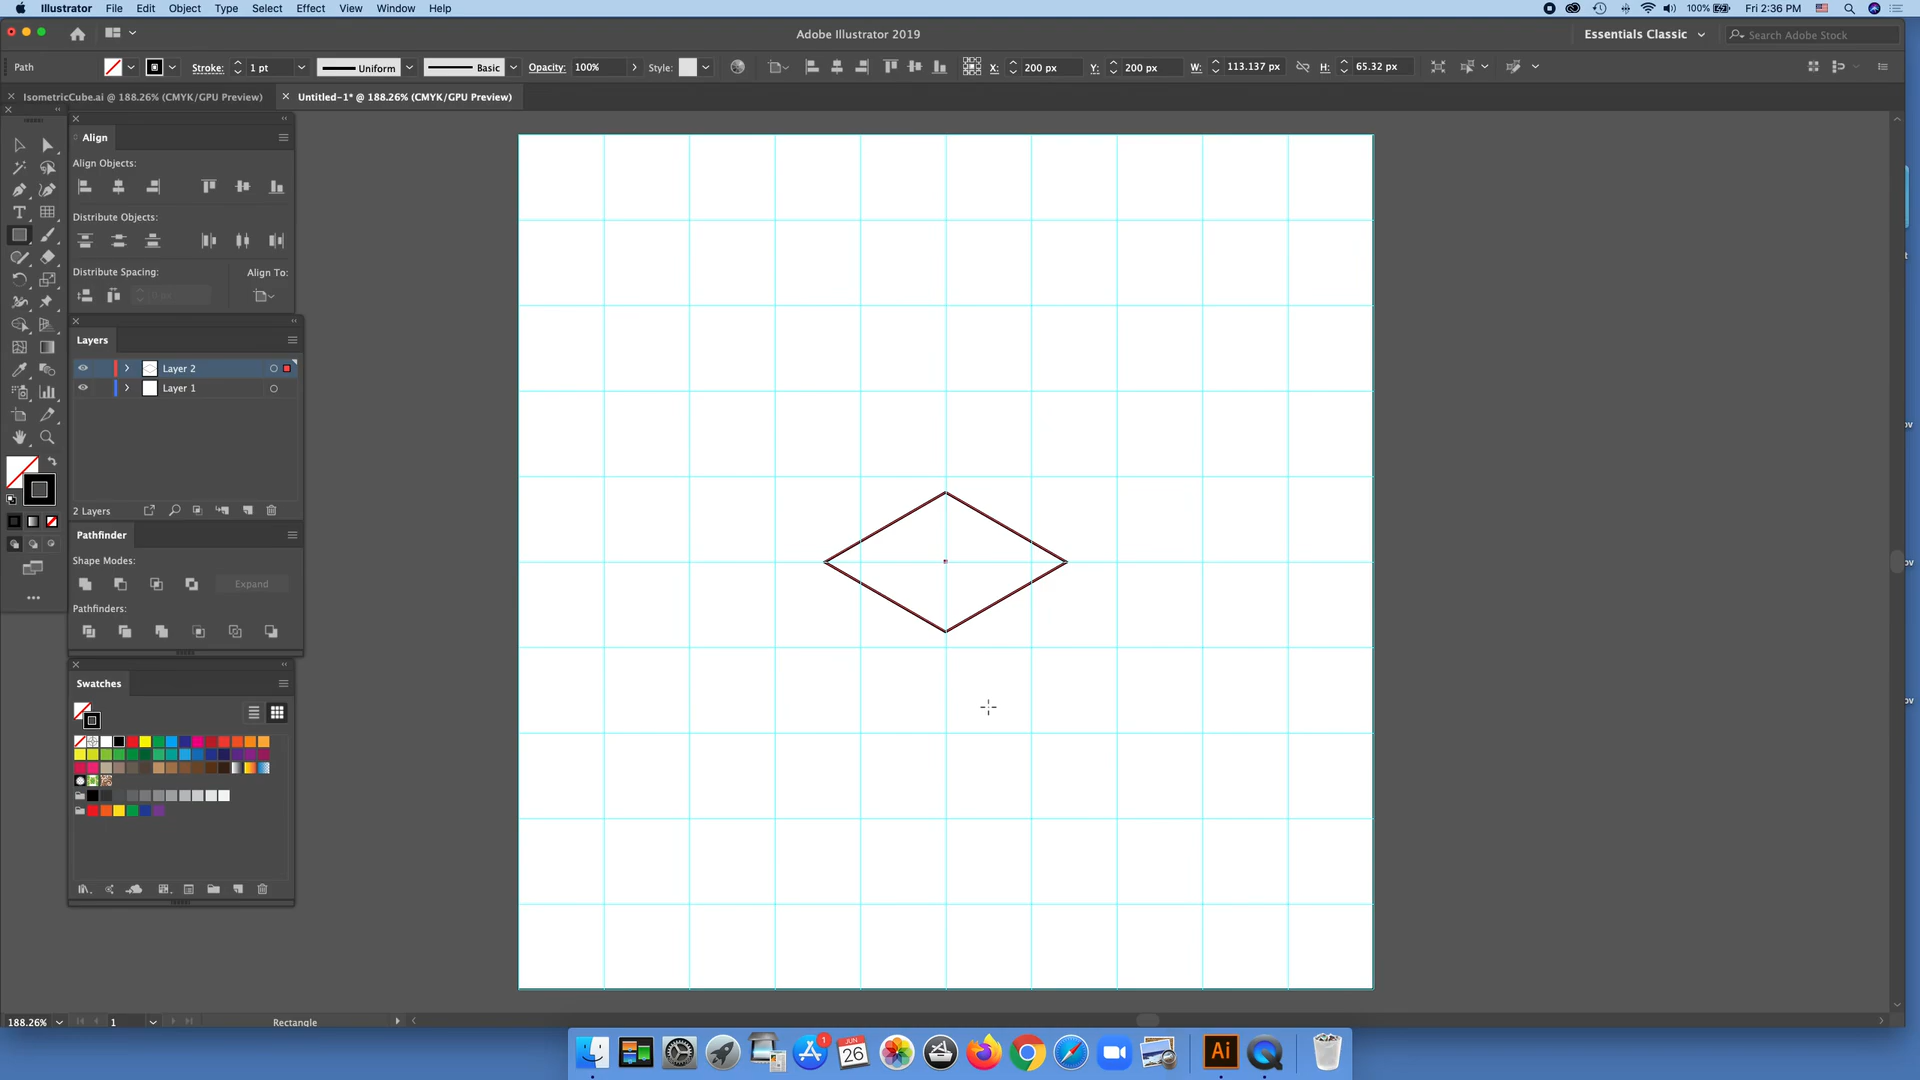 Illustrator File Edit Object Type Select Effect View Window Help
100% Fri 2:36 PM
Adobe Illustrator 2019
Essentials Classic
Search Adobe Stock
Path Stroke: 1 pt Uniform Basic Opacity: 100% Style: X: 200 px Y: 200 px W: 113.137 px H: 65.32 px
IsometricCube.ai @ 188.26% (CMYK/GPU Preview) Untitled-1* @ 188.26% (CMYK/GPU Preview)
Align
Align Objects:
Distribute Objects:
Distribute Spacing: Align To:
Layers
Layer 2
Layer 1
2 Layers
Pathfinder
Shape Modes:
Expand
Pathfinders:
Swatches
188.26% 1 Rectangle
1
JUN
26
Ai